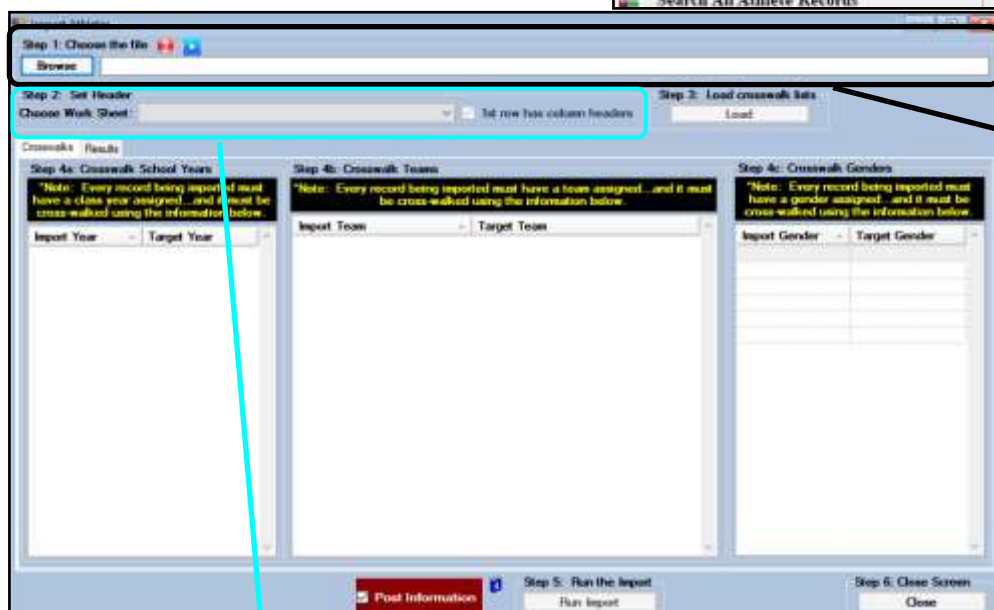 Search An Athlete Records
Import Athletes
Step 1: Choose the file
Browse
Step 2: Set Header
Choose Work Sheet:
1st row has column headers
Step 3: Load crosswalk lists
Load
Crosswalks Results
Step 4a: Crosswalk School Years
*Note: Every record being imported must
have a class year assigned...and it must be
cross-walked using the information below.
Import Year Target Year
Step 4b: Crosswalk Teams
*Note: Every record being imported must have a team assigned...and it must
be cross-walked using the information below.
Import Team Target Team
Step 4c: Crosswalk Genders
*Note: Every record being imported must
have a gender assigned...and it must be
cross-walked using the information below.
Import Gender Target Gender
Post Information
Step 5: Run the Import
Run Import
Step 6: Close Screen
Close